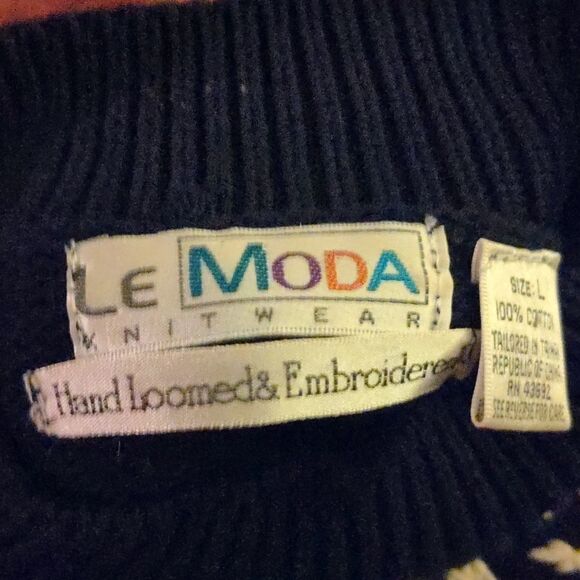 LE MODA
KNITWEAR
Hand Loomed & Embroidered
SIZE: L
100% COTTON
TAILORED IN TAIWAN
REPUBLIC OF CHINA
RN 43692
SEE REVERSE FOR CARE